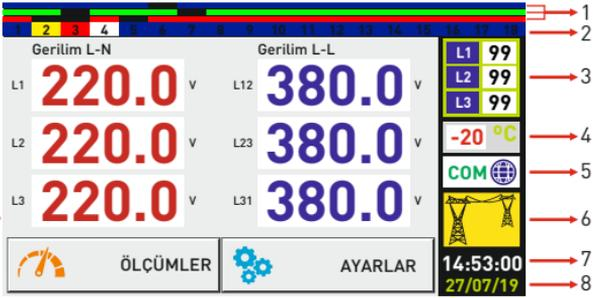 1
1 2 3 4 5 6 7 8 9 10 11 12 13 14 15 16 17 18
2
Gerilim L-N Gerilim L-L
L1 220.0 V L12 380.0 V
L2 220.0 V L23 380.0 V
L3 220.0 V L31 380.0 V
L1 99
L2 99
L3 99
3
-20 °C
4
COM
5
6
ÖLÇÜMLER AYARLAR
14:53:00
7
27/07/19
8